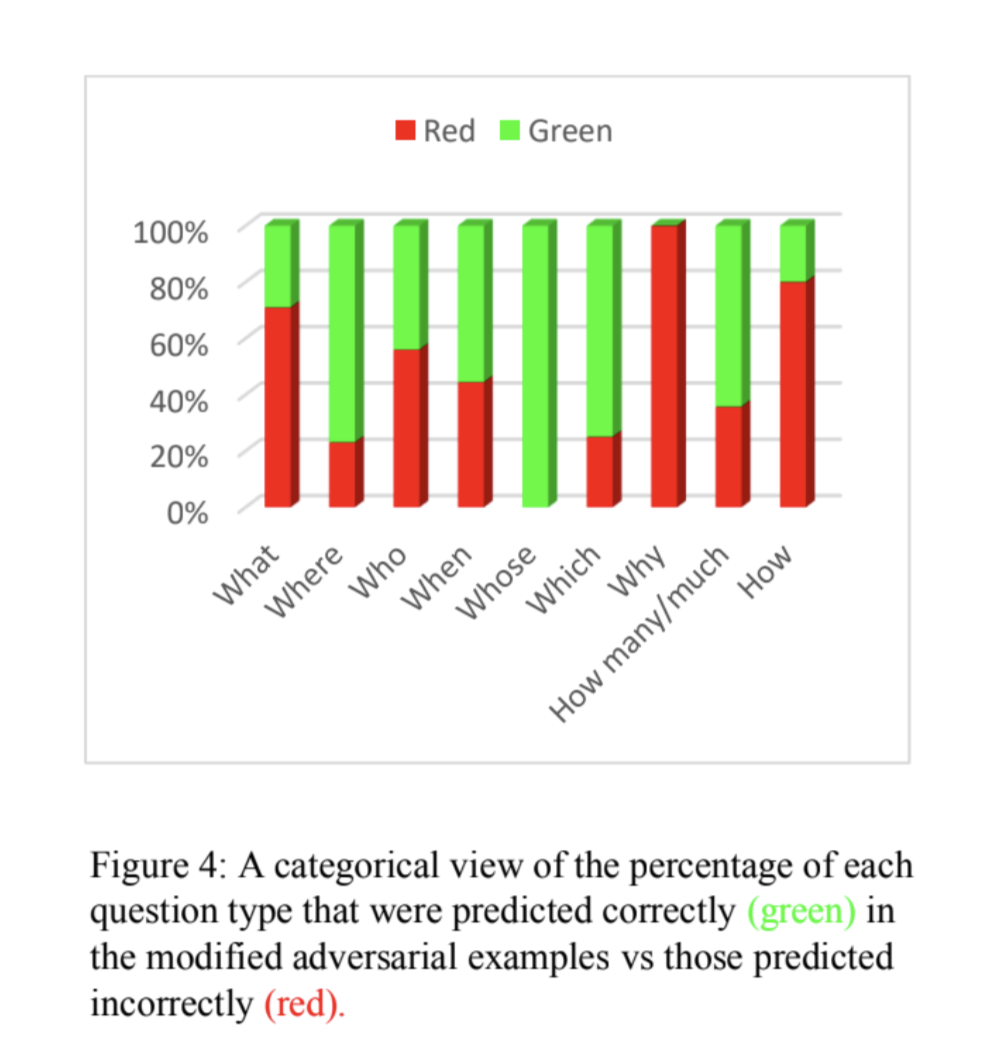 Red Green
100%
80%
60%
40%
20%
0%
What
Where
Who
When
Whose
Which
Why
How many/much
How
Figure 4: A categorical view of the percentage of each
question type that were predicted correctly (green) in
the modified adversarial examples vs those predicted
incorrectly (red).